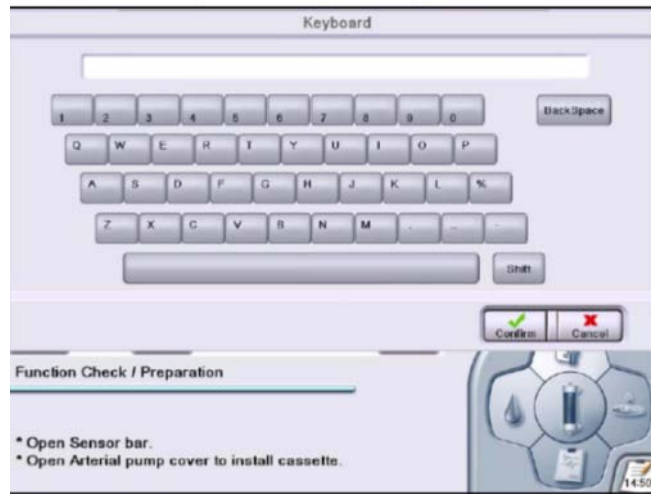 Keyboard
1 2 3 4 5 6 7 8 9 0 BackSpace
Q W E R T Y U I O P
A S D F G H J K L %
Z X C V B N M . _ -
Shift
Confirm Cancel
Function Check / Preparation
* Open Sensor bar.
* Open Arterial pump cover to install cassette.
14:50